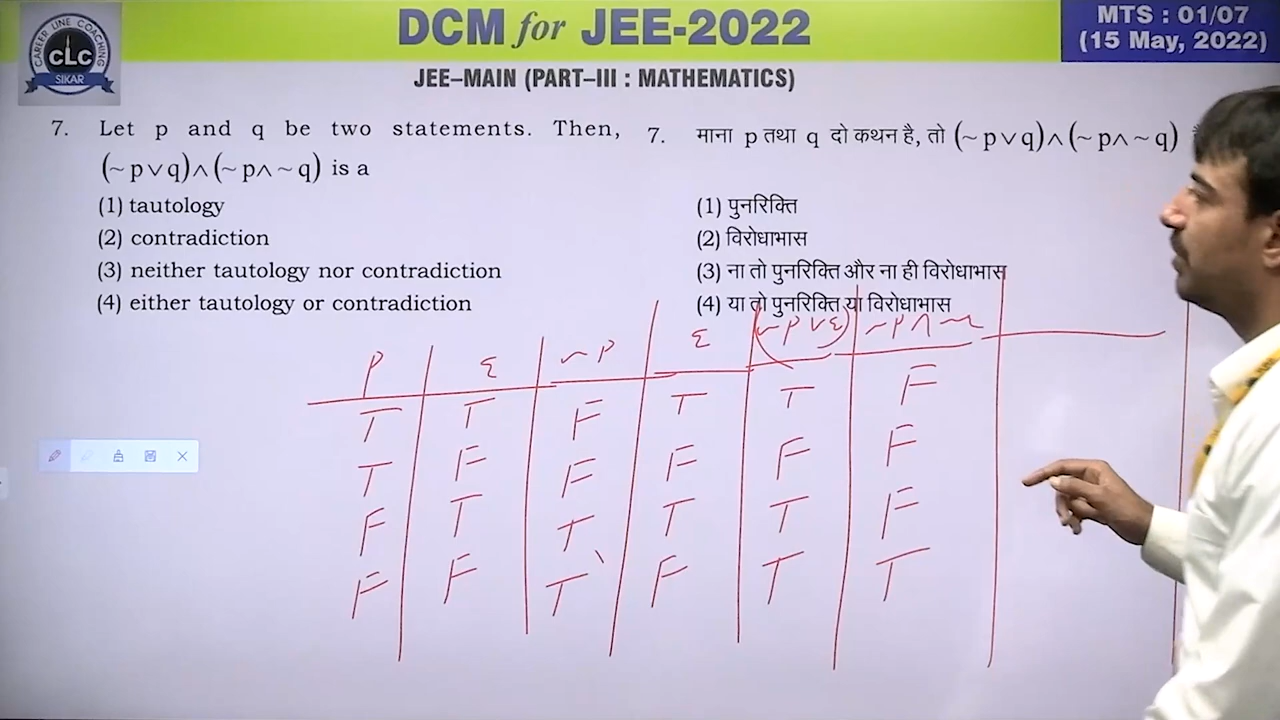 DCM for JEE-2022
MTS : 01/07
(15 May, 2022)
CAREER LINE COACHING
CLC
SIKAR
JEE–MAIN (PART–III : MATHEMATICS)
7. Let p and q be two statements. Then,
(~ p ∨ q) ∧ (~ p ∧ ~ q) is a
(1) tautology
(2) contradiction
(3) neither tautology nor contradiction
(4) either tautology or contradiction
7. माना p तथा q दो कथन है, तो (~ p ∨ q) ∧ (~ p ∧ ~ q)
(1) पुनरिक्ति
(2) विरोधाभास
(3) ना तो पुनरिक्ति और ना ही विरोधाभास
(4) या तो पुनरिक्ति या विरोधाभास
p q ~p q (~p ∨ q) ~p ∧ ~
T T F T T F
T F F F F F
F T T T T F
F F T F T T